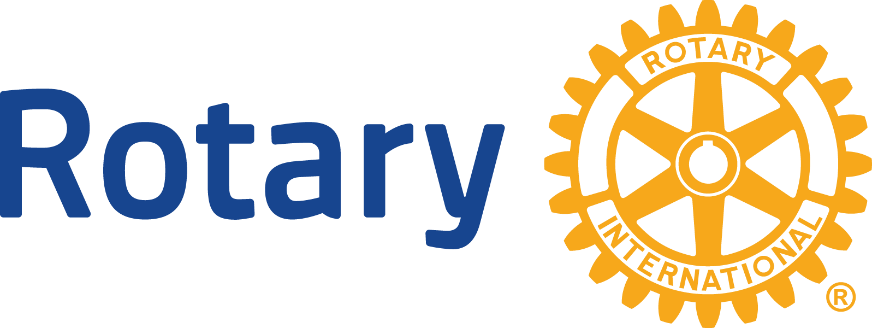 Rotary
ROTARY
INTERNATIONAL
®